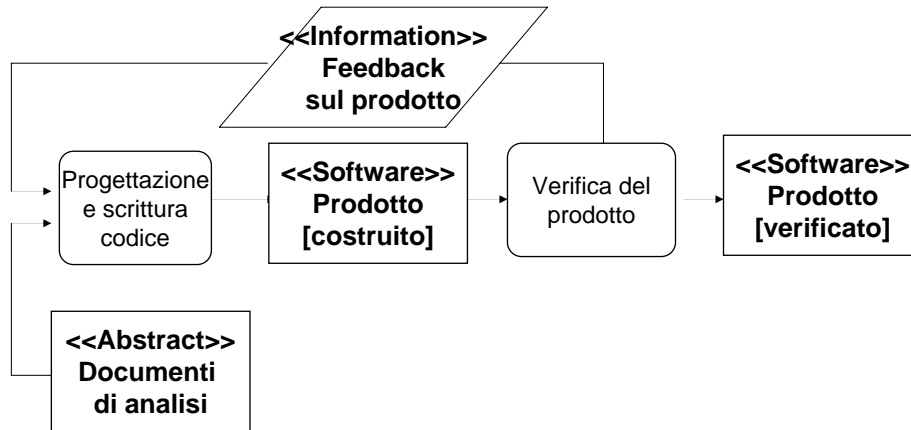 <<Information>>
Feedback
sul prodotto
Progettazione
e scrittura
codice
<<Software>>
Prodotto
[costruito]
Verifica del
prodotto
<<Software>>
Prodotto
[verificato]
<<Abstract>>
Documenti
di analisi